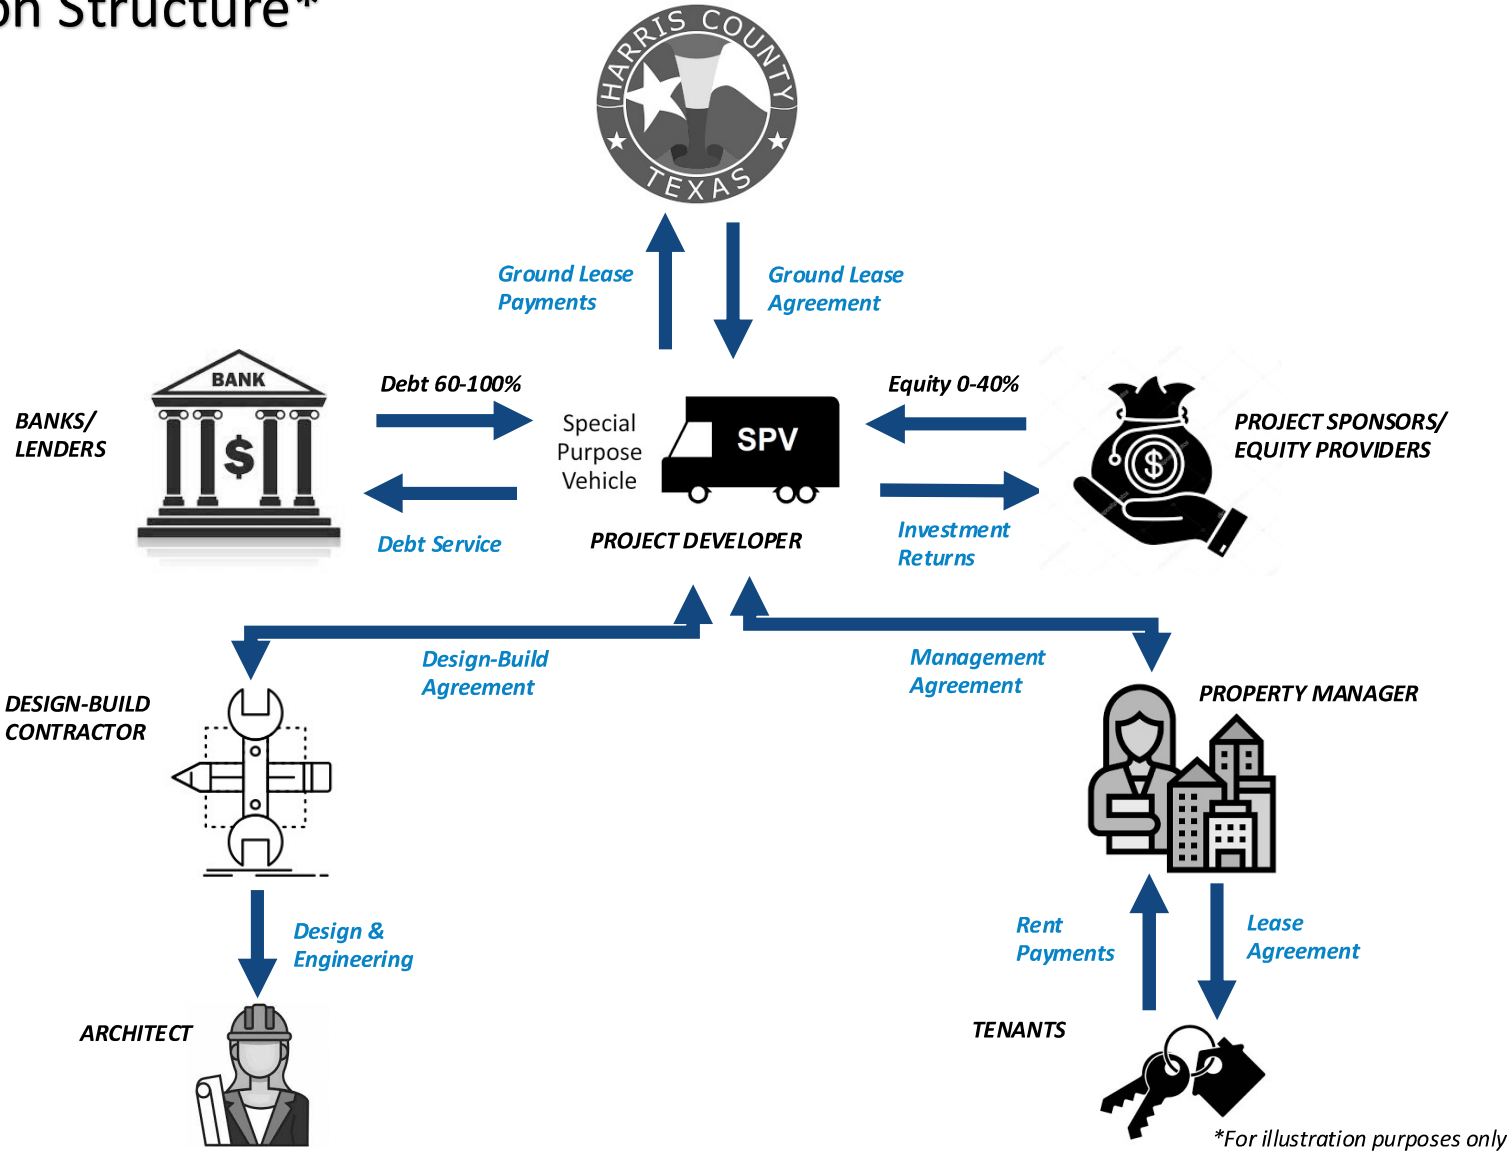 on Structure*
HARRIS COUNTY
TEXAS
Ground Lease
Payments
Ground Lease
Agreement
BANK
$
BANKS/
LENDERS
Debt 60-100%
Debt Service
Special
Purpose
Vehicle
SPV
PROJECT DEVELOPER
Equity 0-40%
Investment
Returns
$
PROJECT SPONSORS/
EQUITY PROVIDERS
Design-Build
Agreement
Management
Agreement
DESIGN-BUILD
CONTRACTOR
PROPERTY MANAGER
Design &
Engineering
Rent
Payments
Lease
Agreement
ARCHITECT
TENANTS
*For illustration purposes only